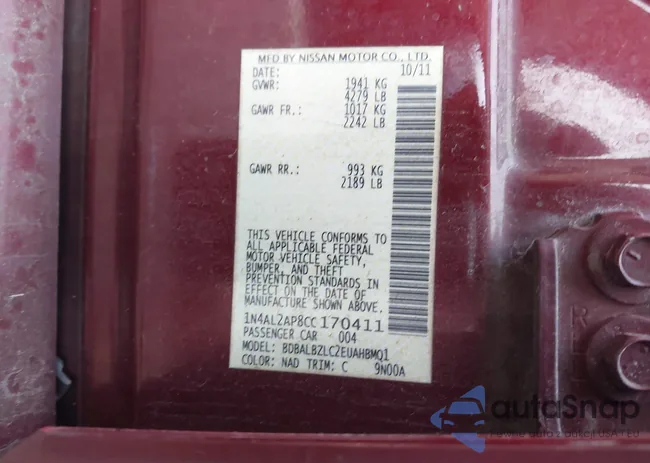 MFD BY NISSAN MOTOR CO., LTD.
DATE: 10/11
GVWR: 1941 KG
4279 LB
GAWR FR.: 1017 KG
2242 LB
GAWR RR.: 993 KG
2189 LB
THIS VEHICLE CONFORMS TO
ALL APPLICABLE FEDERAL
MOTOR VEHICLE SAFETY,
BUMPER, AND THEFT
PREVENTION STANDARDS IN
EFFECT ON THE DATE OF
MANUFACTURE SHOWN ABOVE.
1N4AL2AP8CC170411
PASSENGER CAR 004
MODEL: BDBALBZLC2EUAHBMQ1
COLOR: NAD TRIM: C 9N00A
autoSnap